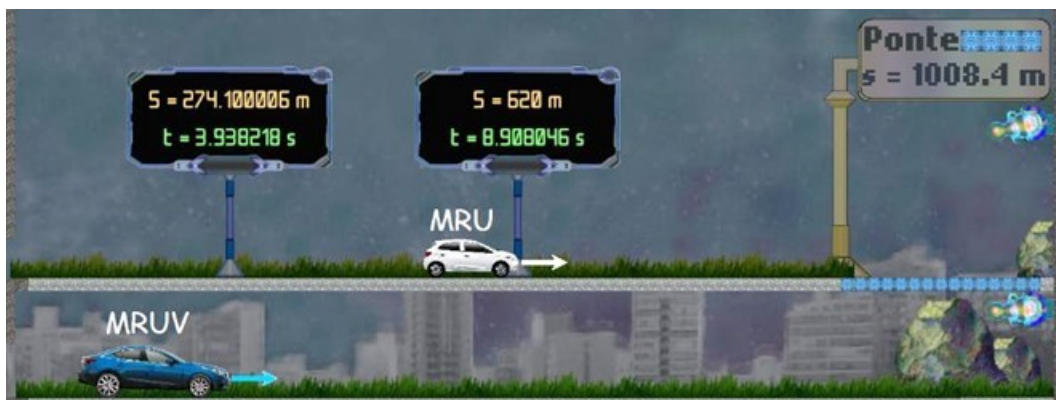 Ponte
s = 1008.4 m
S = 274.100006 m
t = 3.938218 s
S = 620 m
t = 8.908046 s
MRU
MRUV